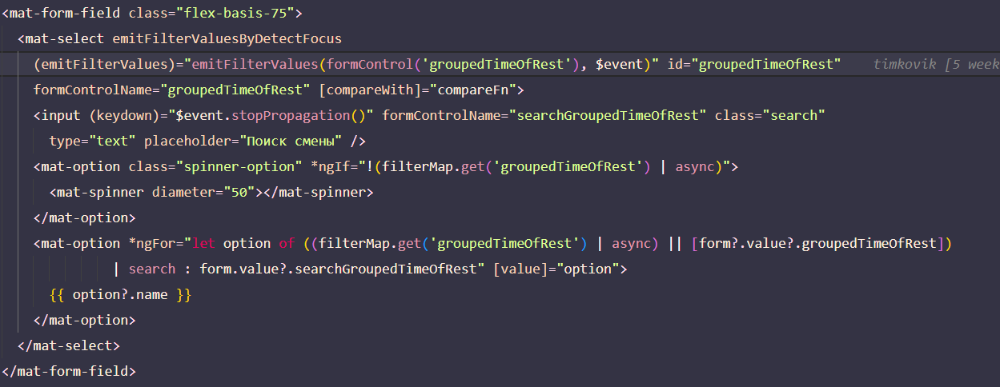 <mat-form-field class="flex-basis-75">
<mat-select emitFilterValuesByDetectFocus
(emitFilterValues)="emitFilterValues(formControl('groupedTimeOfRest'), $event)" id="groupedTimeOfRest" timkovik [5 week
formControlName="groupedTimeOfRest" [compareWith]="compareFn">
<input (keydown)="$event.stopPropagation()" formControlName="searchGroupedTimeOfRest" class="search"
type="text" placeholder="Поиск смены" />
<mat-option class="spinner-option" *ngIf="!(filterMap.get('groupedTimeOfRest') | async)">
<mat-spinner diameter="50"></mat-spinner>
</mat-option>
<mat-option *ngFor="let option of ((filterMap.get('groupedTimeOfRest') | async) || [form?.value?.groupedTimeOfRest])
| search : form.value?.searchGroupedTimeOfRest" [value]="option">
{{ option?.name }}
</mat-option>
</mat-select>
</mat-form-field>